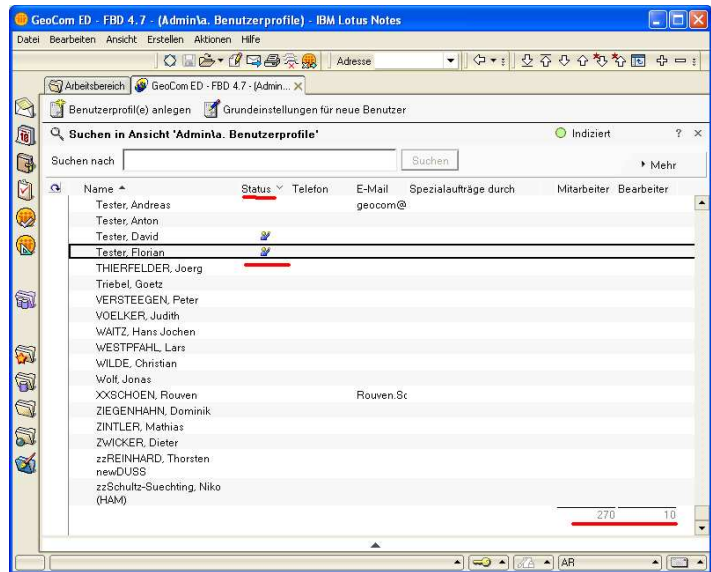 GeoCom ED - FBD 4.7 - (Admin\a. Benutzerprofile) - IBM Lotus Notes
Datei Bearbeiten Ansicht Erstellen Aktionen Hilfe
Adresse
Arbeitsbereich GeoCom ED - FBD 4.7 - (Admin...
Benutzerprofil(e) anlegen Grundeinstellungen für neue Benutzer
Suchen in Ansicht 'Admin\a. Benutzerprofile' Indiziert ?
Suchen nach Suchen Mehr
Name Status Telefon E-Mail Spezialaufträge durch Mitarbeiter Bearbeiter
Tester, Andreas geocom@
Tester, Anton
Tester, David
Tester, Florian
THIERFELDER, Joerg
Triebel, Goetz
VERSTEEGEN, Peter
VOELKER, Judith
WAITZ, Hans Jochen
WESTPFAHL, Lars
WILDE, Christian
Wolf, Jonas
XXSCHOEN, Rouven Rouven.Sc
ZIEGENHAHN, Dominik
ZINTLER, Mathias
ZWICKER, Dieter
zzREINHARD, Thorsten
newDUSS
zzSchultz-Suechting, Niko
(HAM)
270 10
AR